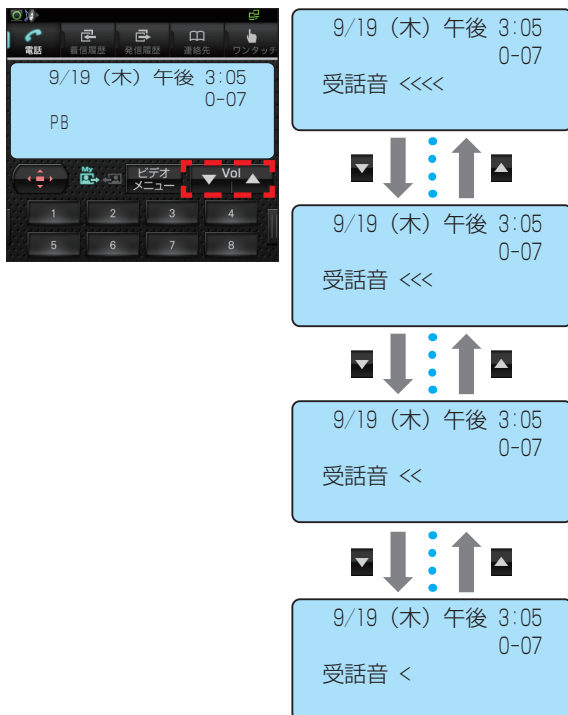 電話 着信履歴 発信履歴 連絡先 ワンタッチ
9/19（木）午後 3:05
0-07
PB
My ビデオメニュー ▼ Vol ▲
1 2 3 4
5 6 7 8
9/19（木）午後 3:05
0-07
受話音 <<<<
▼ ▲
9/19（木）午後 3:05
0-07
受話音 <<<
▼ ▲
9/19（木）午後 3:05
0-07
受話音 <<
▼ ▲
9/19（木）午後 3:05
0-07
受話音 <